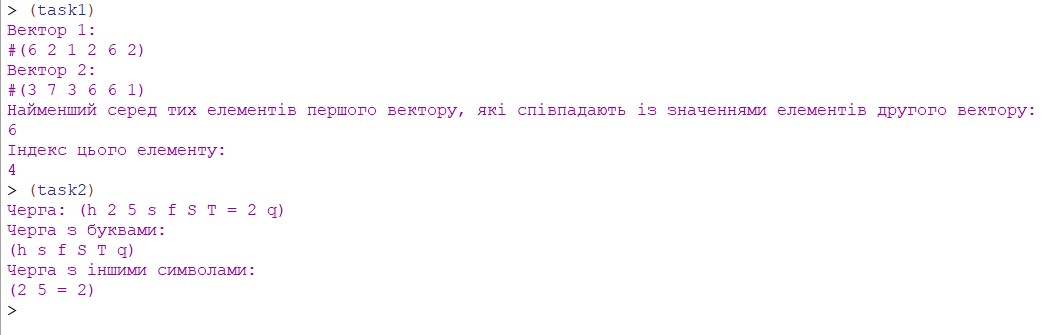 > (task1)
Вектор 1:
#(6 2 1 2 6 2)
Вектор 2:
#(3 7 3 6 6 1)
Найменший серед тих елементів першого вектору, які співпадають із значеннями елементів другого вектору:
6
Індекс цього елементу:
4
> (task2)
Черга: (h 2 5 s f S T = 2 q)
Черга з буквами:
(h s f S T q)
Черга з іншими символами:
(2 5 = 2)
>